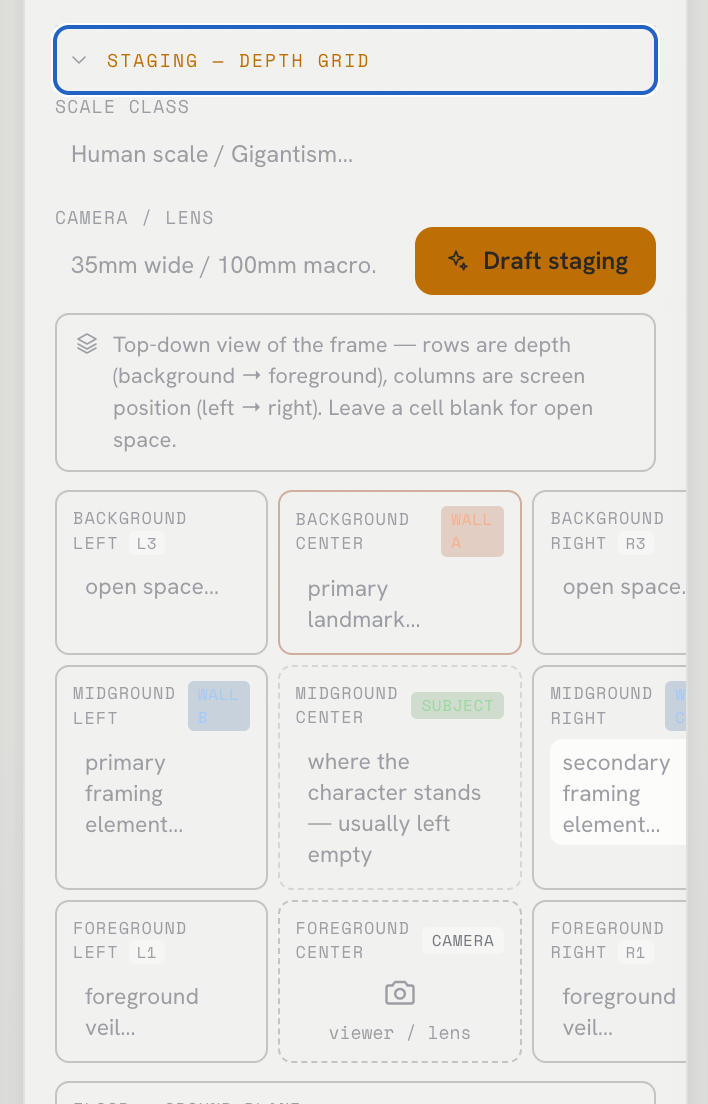 STAGING — DEPTH GRID
SCALE CLASS
Human scale / Gigantism…
CAMERA / LENS
35mm wide / 100mm macro.
Draft staging
Top-down view of the frame — rows are depth
(background → foreground), columns are screen
position (left → right). Leave a cell blank for open
space.
BACKGROUND
LEFT L3
open space…
BACKGROUND
CENTER
WALL
A
primary
landmark…
BACKGROUND
RIGHT R3
open space.
MIDGROUND
LEFT
WALL
B
primary
framing
element…
MIDGROUND
CENTER
SUBJECT
where the
character stands
— usually left
empty
MIDGROUND
RIGHT
secondary
framing
element…
FOREGROUND
LEFT L1
foreground
veil…
FOREGROUND
CENTER
CAMERA
viewer / lens
FOREGROUND
RIGHT R1
foreground
veil…